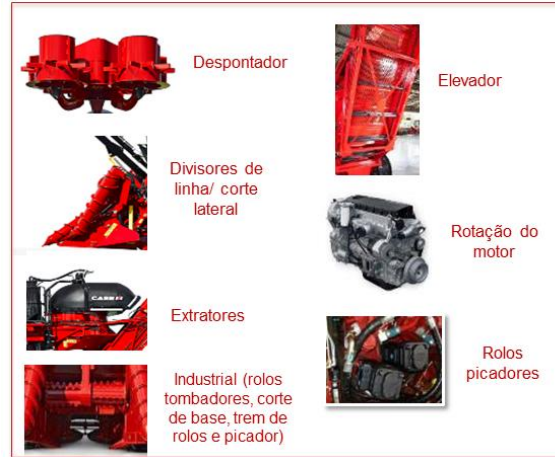 Despontador
Divisores de
linha/ corte
lateral
CASE IH
Extratores
Industrial (rolos
tombadores, corte
de base, trem de
rolos e picador)
Elevador
Rotação do
motor
Rolos
picadores